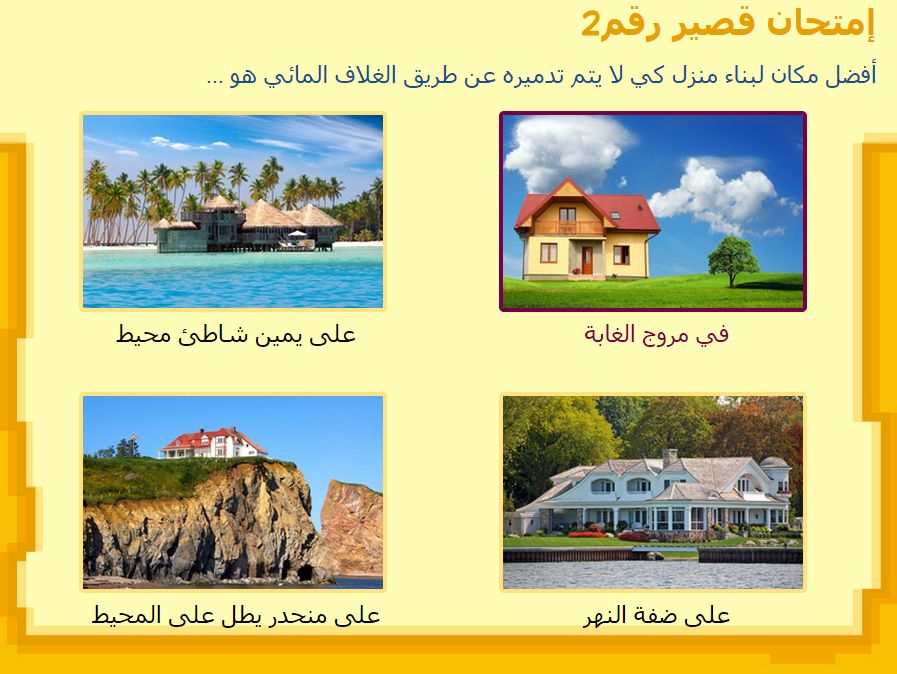 إمتحان قصير رقم2
أفضل مكان لبناء منزل كي لا يتم تدميره عن طريق الغلاف المائي هو ...
في مروج الغابة
على يمين شاطئ محيط
على ضفة النهر
على منحدر يطل على المحيط